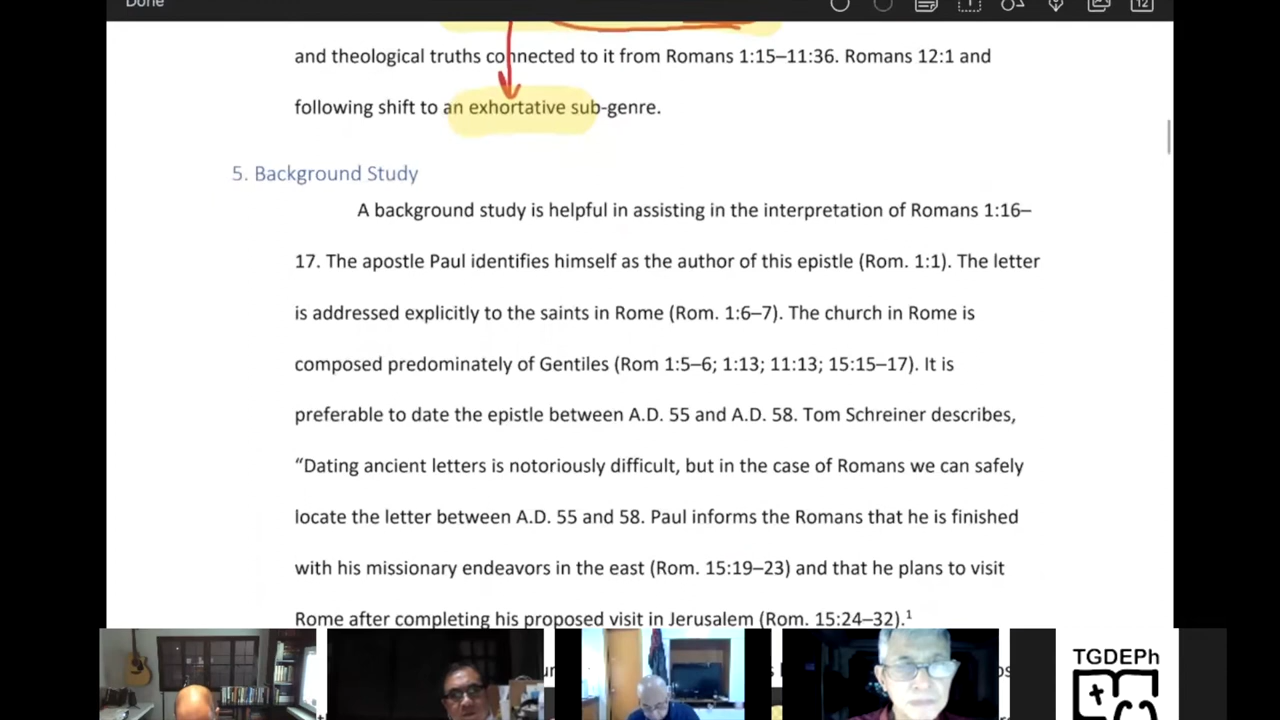 Done
12
and theological truths connected to it from Romans 1:15–11:36. Romans 12:1 and
following shift to an exhortative sub-genre.
5. Background Study
A background study is helpful in assisting in the interpretation of Romans 1:16–
17. The apostle Paul identifies himself as the author of this epistle (Rom. 1:1). The letter
is addressed explicitly to the saints in Rome (Rom. 1:6–7). The church in Rome is
composed predominately of Gentiles (Rom 1:5–6; 1:13; 11:13; 15:15–17). It is
preferable to date the epistle between A.D. 55 and A.D. 58. Tom Schreiner describes,
“Dating ancient letters is notoriously difficult, but in the case of Romans we can safely
locate the letter between A.D. 55 and 58. Paul informs the Romans that he is finished
with his missionary endeavors in the east (Rom. 15:19–23) and that he plans to visit
Rome after completing his proposed visit in Jerusalem (Rom. 15:24–32).¹
TGDEPh